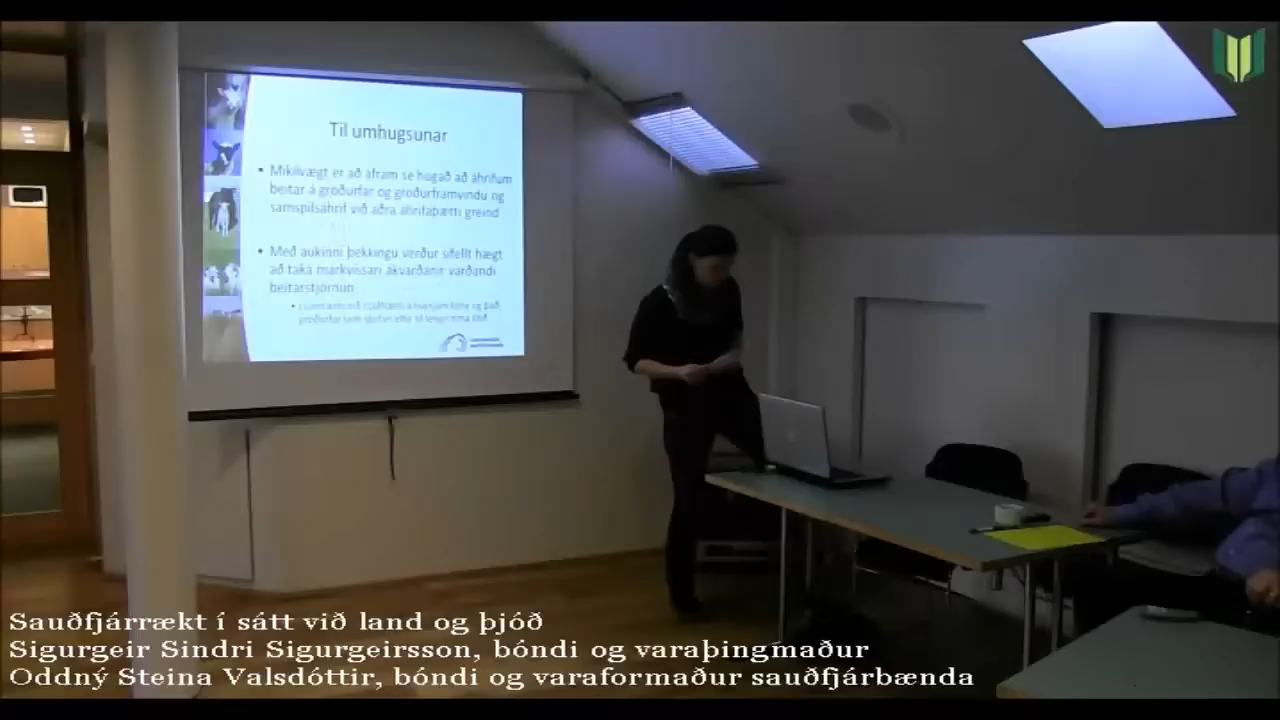 Til umhugsunar
• Mikilvægt er að áfram sé hugað að áhrifum
beitar á gróðurfar og gróðurframvindu og
samspilsáhrif við aðra áhrifaþætti greind
• Með aukinni þekkingu verður sífellt hægt
að taka markvissari ákvarðanir varðandi
beitarstjórnun
Sauðfjárrækt í sátt við land og þjóð
Sigurgeir Sindri Sigurgeirsson, bóndi og varaþingmaður
Oddný Steina Valsdóttir, bóndi og varaformaður sauðfjárbænda